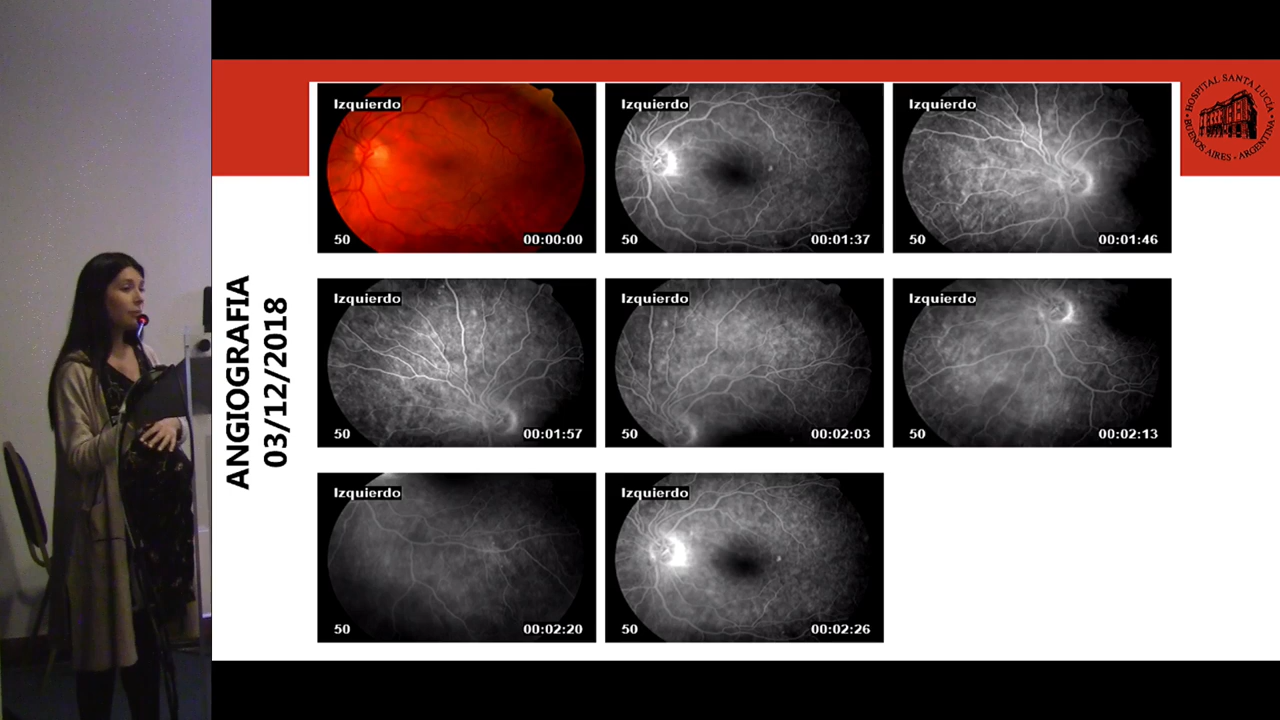 Izquierdo
50
00:00:00
Izquierdo
50
00:01:37
Izquierdo
50
00:01:46
HOSPITAL SANTA LUCIA
• BUENOS AIRES - ARGENTINA •
ANGIOGRAFIA
03/12/2018
Izquierdo
50
00:01:57
Izquierdo
50
00:02:03
Izquierdo
50
00:02:13
Izquierdo
50
00:02:20
Izquierdo
50
00:02:26